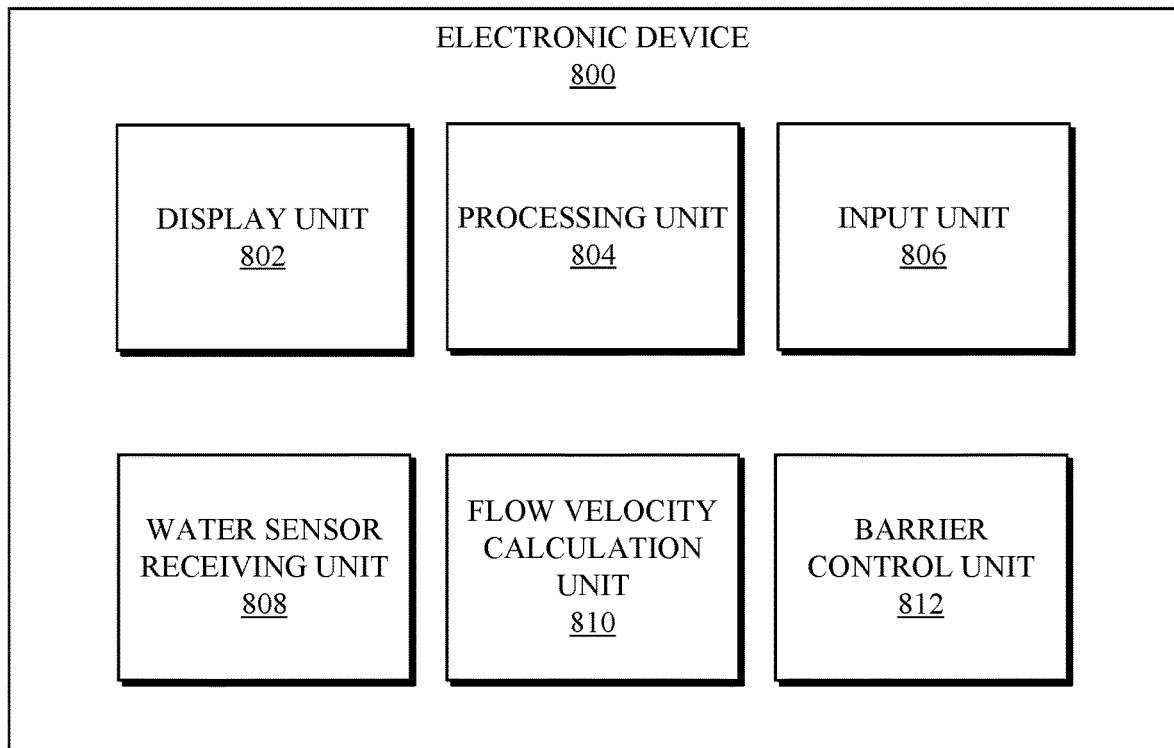 ELECTRONIC DEVICE
800
DISPLAY UNIT
802
PROCESSING UNIT
804
INPUT UNIT
806
WATER SENSOR
RECEIVING UNIT
808
FLOW VELOCITY
CALCULATION
UNIT
810
BARRIER
CONTROL UNIT
812